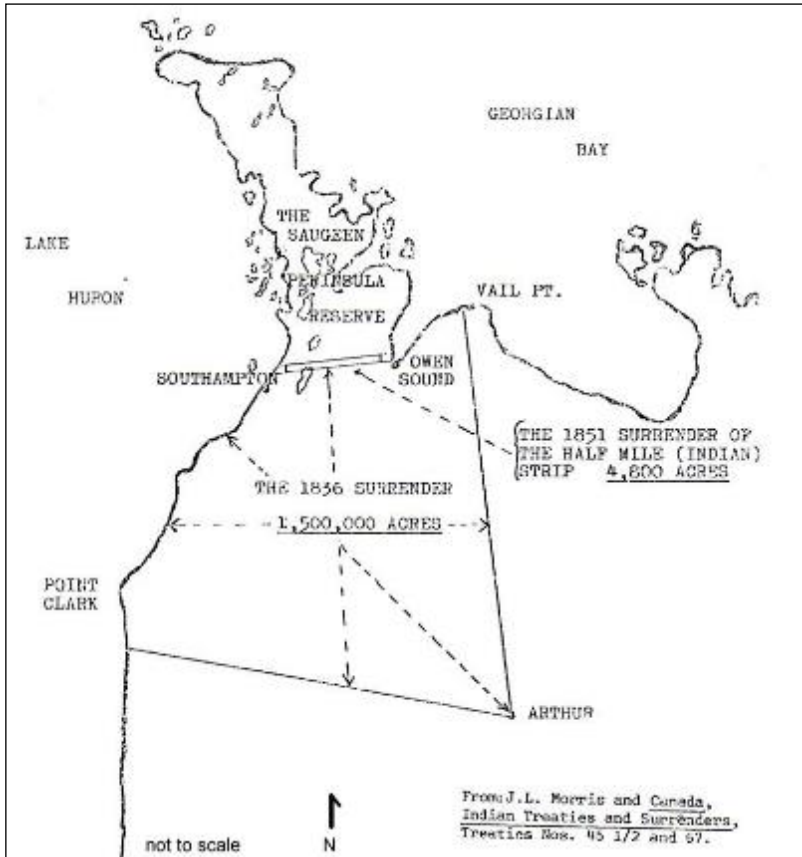 GEORGIAN
BAY
THE
SAUGEEN
LAKE
PENINSULA
VAIL PT.
HURON
RESERVE
SOUTHAMPTON
OWEN
SOUND
THE 1851 SURRENDER OF
THE HALF MILE (INDIAN)
STRIP 4,800 ACRES
THE 1836 SURRENDER
1,500,000 ACRES
POINT
CLARK
ARTHUR
From: J.L. Morris and Canada,
Indian Treaties and Surrenders,
Treaties Nos. 45 1/2 and 67.
not to scale
N